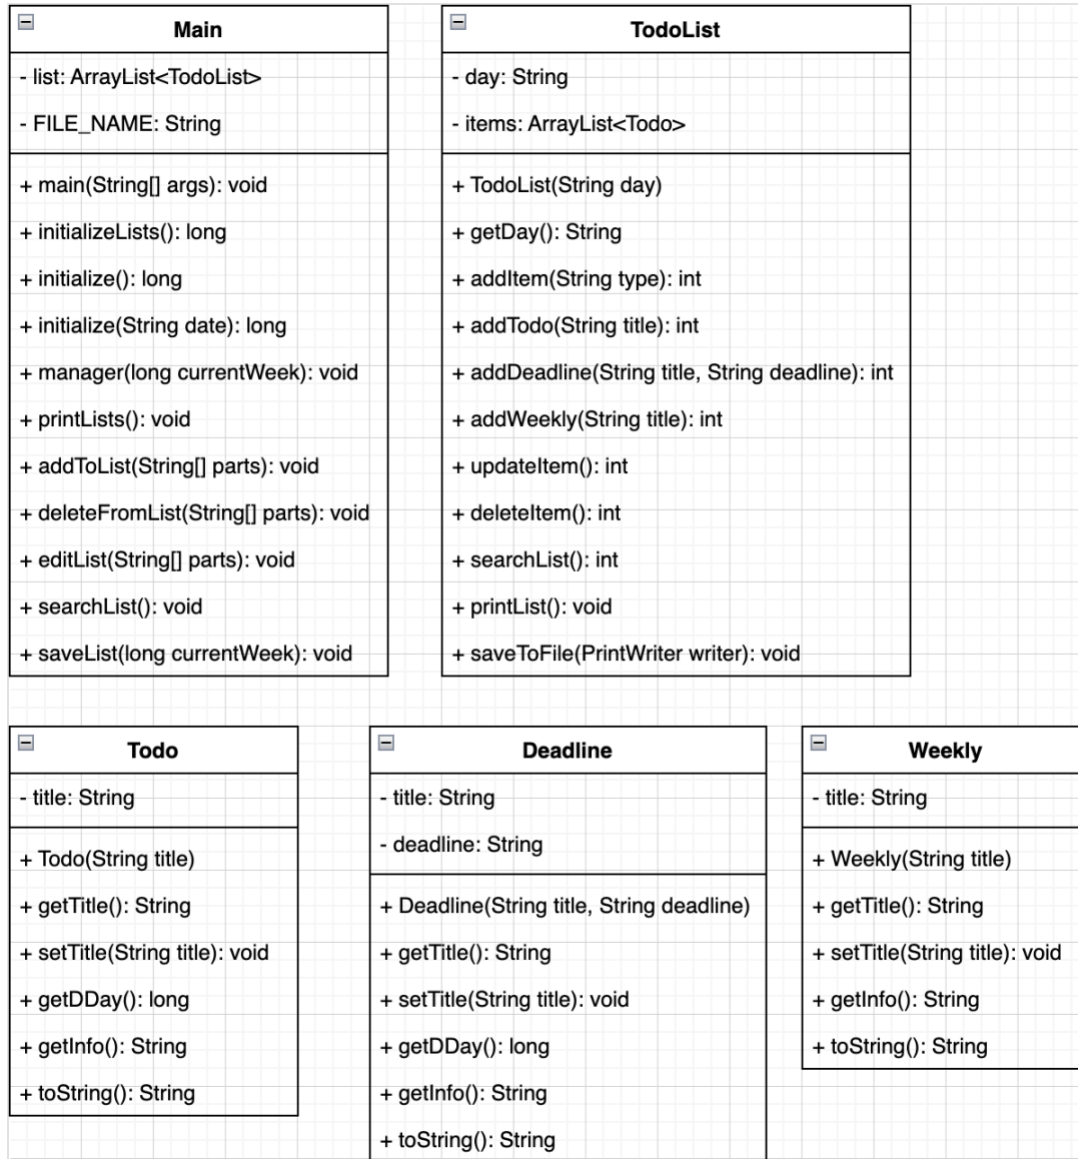 Main
- list: ArrayList<TodoList>
- FILE_NAME: String
+ main(String[] args): void
+ initializeLists(): long
+ initialize(): long
+ initialize(String date): long
+ manager(long currentWeek): void
+ printLists(): void
+ addToList(String[] parts): void
+ deleteFromList(String[] parts): void
+ editList(String[] parts): void
+ searchList(): void
+ saveList(long currentWeek): void
TodoList
- day: String
- items: ArrayList<Todo>
+ TodoList(String day)
+ getDay(): String
+ addItem(String type): int
+ addTodo(String title): int
+ addDeadline(String title, String deadline): int
+ addWeekly(String title): int
+ updateItem(): int
+ deleteItem(): int
+ searchList(): int
+ printList(): void
+ saveToFile(PrintWriter writer): void
Todo
- title: String
+ Todo(String title)
+ getTitle(): String
+ setTitle(String title): void
+ getDDay(): long
+ getInfo(): String
+ toString(): String
Deadline
- title: String
- deadline: String
+ Deadline(String title, String deadline)
+ getTitle(): String
+ setTitle(String title): void
+ getDDay(): long
+ getInfo(): String
+ toString(): String
Weekly
- title: String
+ Weekly(String title)
+ getTitle(): String
+ setTitle(String title): void
+ getInfo(): String
+ toString(): String